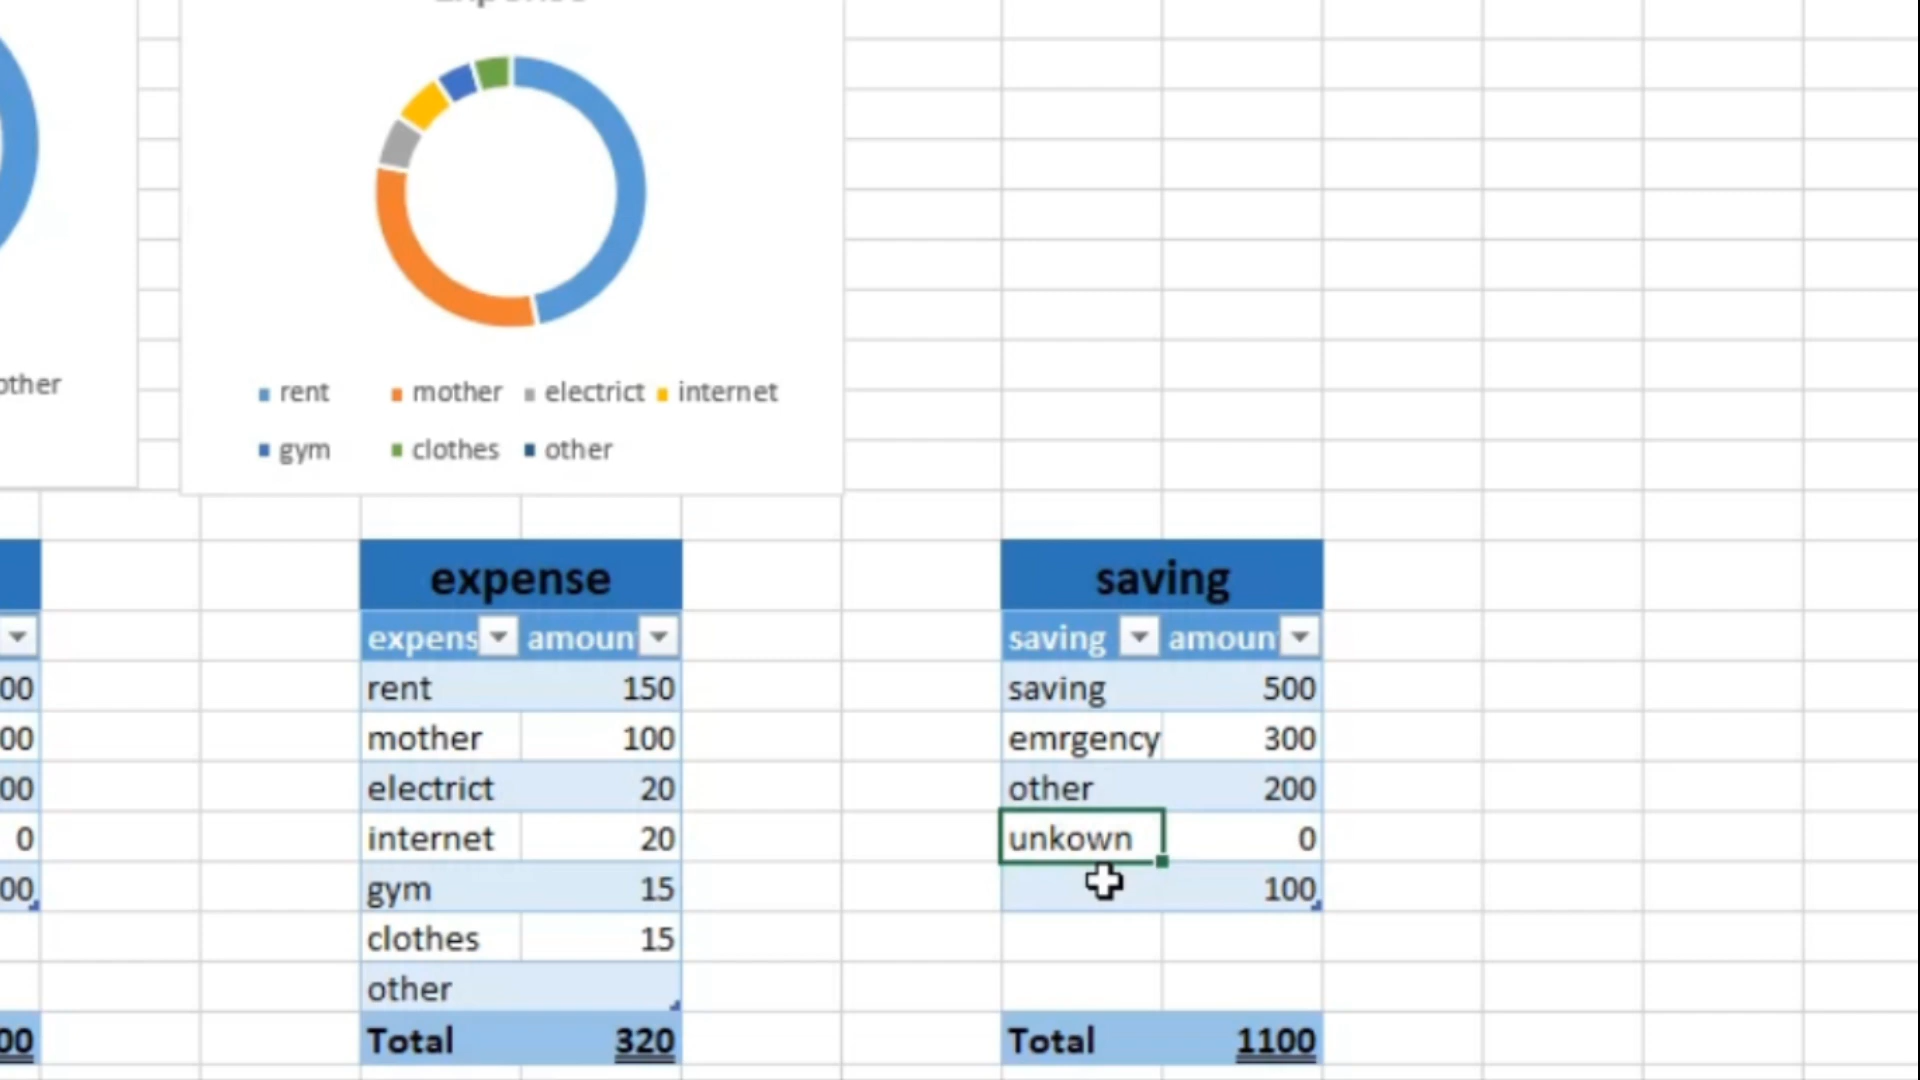 Expense
other
rent mother electrict internet
gym clothes other
expense saving
expens amoun saving amoun
00 rent 150 saving 500
00 mother 100 emrgency 300
00 electrict 20 other 200
0 internet 20 unkown 0
00 gym 15 100
clothes 15
other
00 Total 320 Total 1100